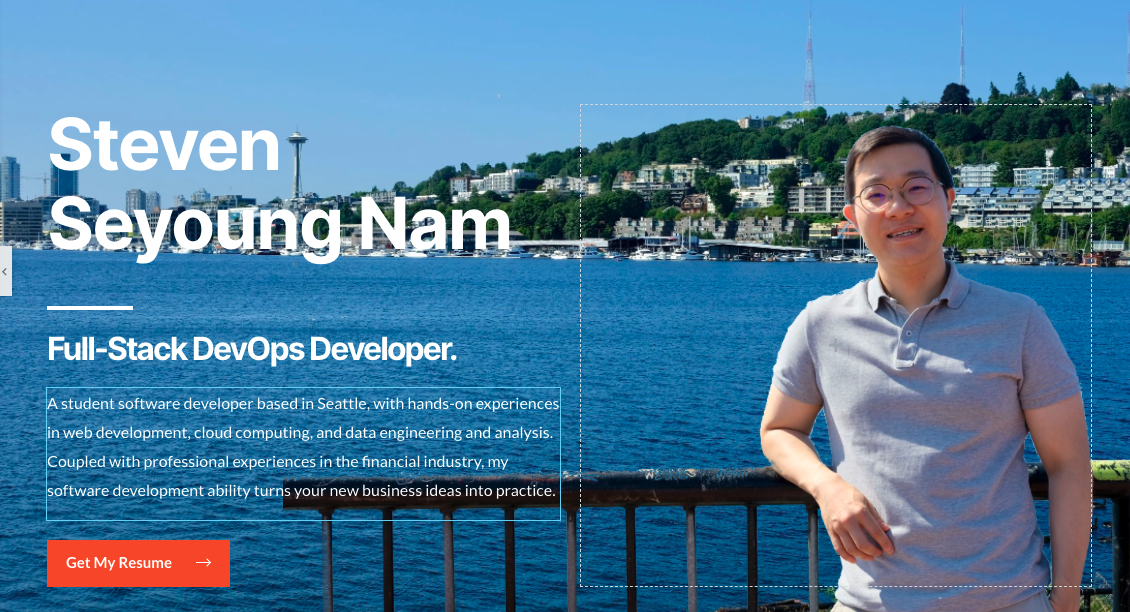 Steven
Seyoung Nam
Full-Stack DevOps Developer.
A student software developer based in Seattle, with hands-on experiences
in web development, cloud computing, and data engineering and analysis.
Coupled with professional experiences in the financial industry, my
software development ability turns your new business ideas into practice.
Get My Resume